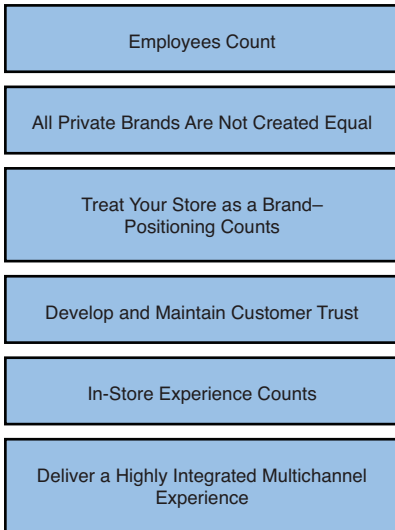 Employees Count
All Private Brands Are Not Created Equal
Treat Your Store as a Brand–
Positioning Counts
Develop and Maintain Customer Trust
In-Store Experience Counts
Deliver a Highly Integrated Multichannel
Experience